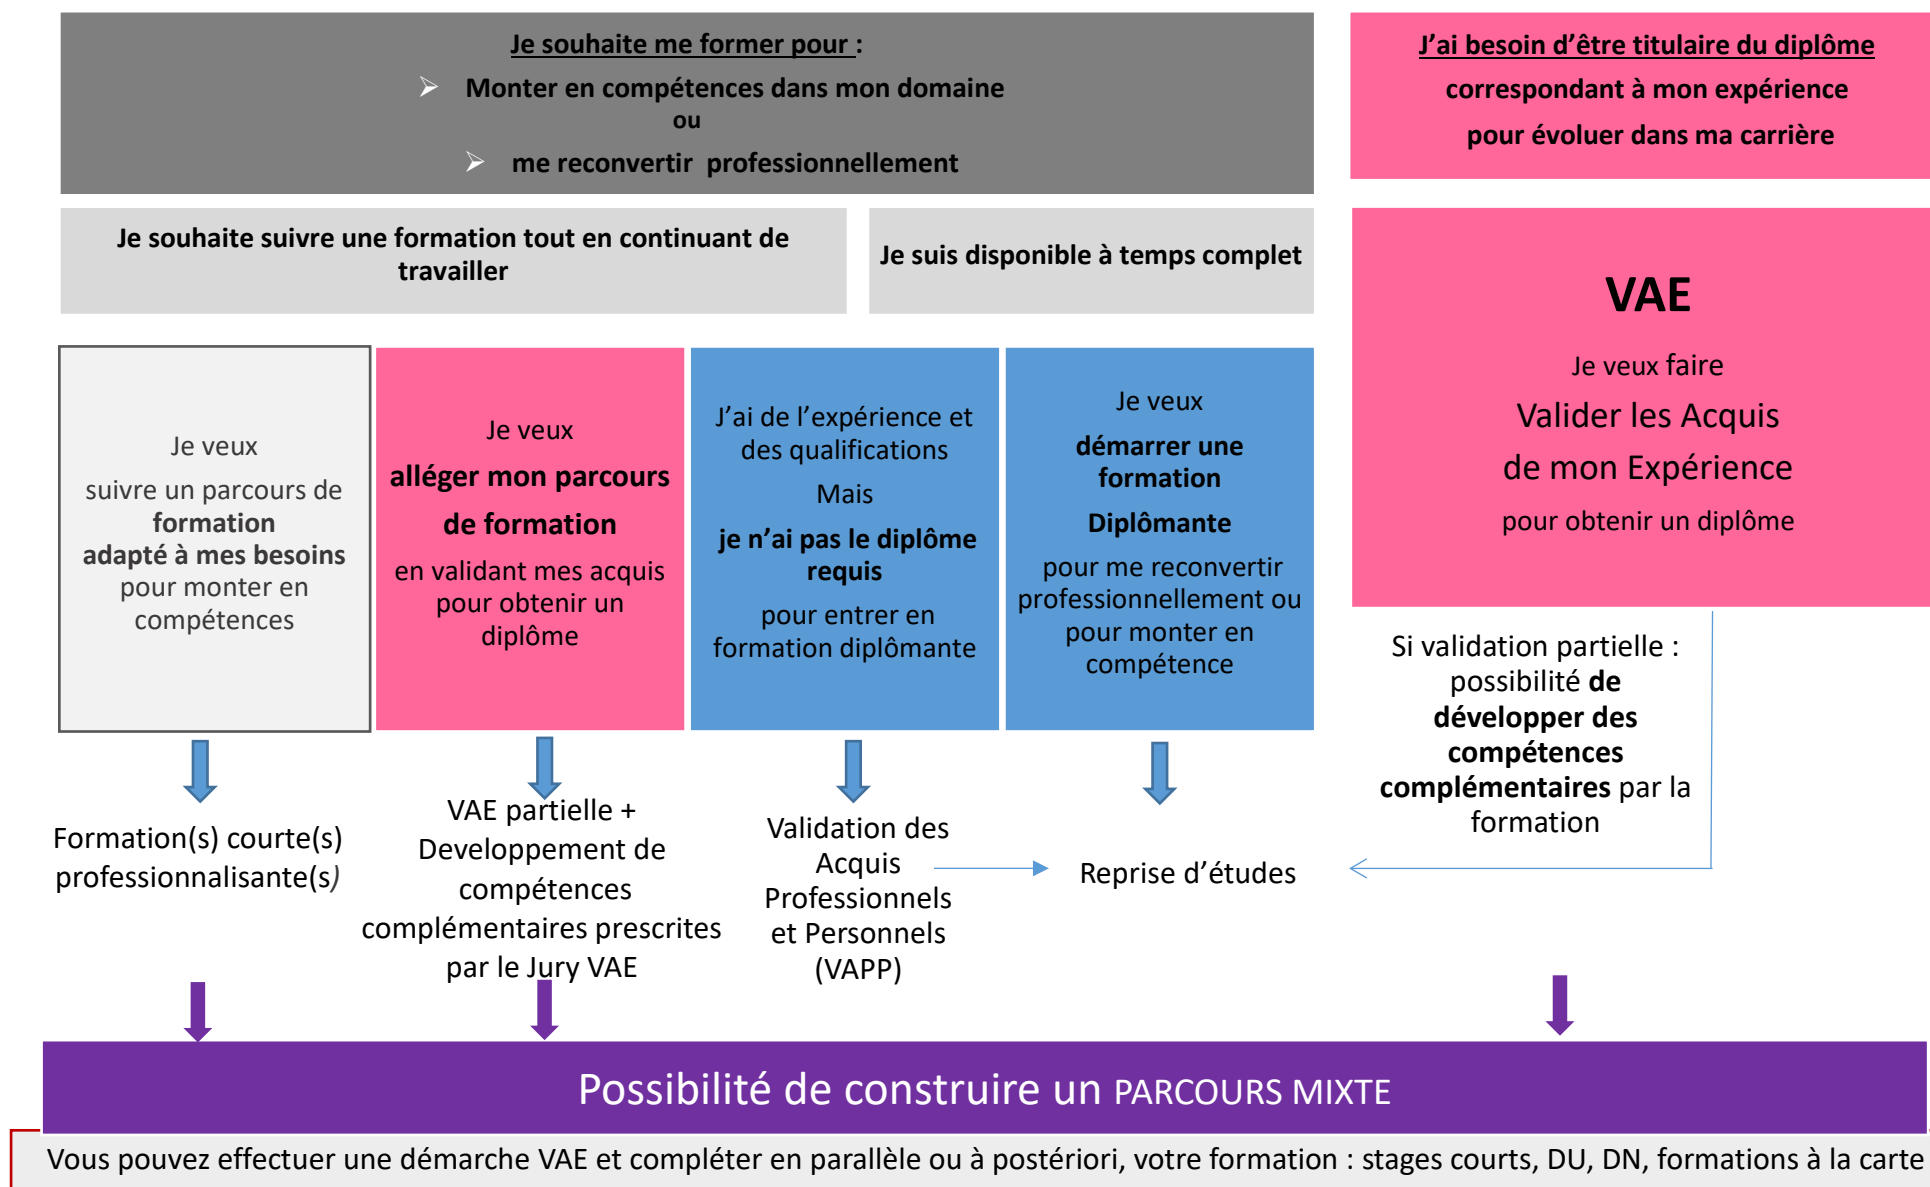 Je souhaite me former pour :
➢ Monter en compétences dans mon domaine
ou
➢ me reconvertir professionnellement
J'ai besoin d'être titulaire du diplôme
correspondant à mon expérience
pour évoluer dans ma carrière
Je souhaite suivre une formation tout en continuant de
travailler
Je suis disponible à temps complet
VAE
Je veux faire
Valider les Acquis
de mon Expérience
pour obtenir un diplôme
Je veux
suivre un parcours de
formation
adapté à mes besoins
pour monter en
compétences
Je veux
alléger mon parcours
de formation
en validant mes acquis
pour obtenir un
diplôme
J'ai de l'expérience et
des qualifications
Mais
je n'ai pas le diplôme
requis
pour entrer en
formation diplômante
Je veux
démarrer une
formation
Diplômante
pour me reconvertir
professionnellement ou
pour monter en
compétence
Si validation partielle :
possibilité de
développer des
compétences
complémentaires par la
formation
Formation(s) courte(s)
professionnalisante(s)
VAE partielle +
Developpement de
compétences
complémentaires prescrites
par le Jury VAE
Validation des
Acquis
Professionnels
et Personnels
(VAPP)
Reprise d'études
Possibilité de construire un PARCOURS MIXTE
Vous pouvez effectuer une démarche VAE et compléter en parallèle ou à postériori, votre formation : stages courts, DU, DN, formations à la carte